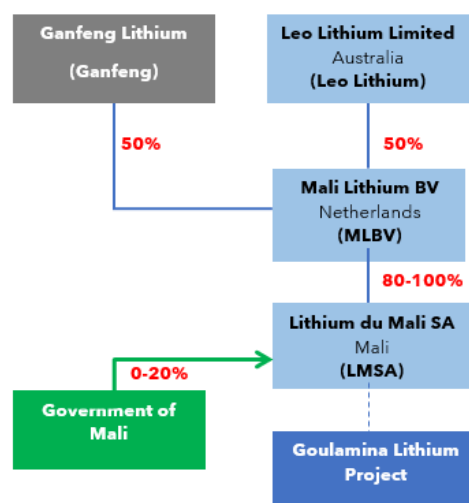 Ganfeng Lithium
(Ganfeng)
Leo Lithium Limited
Australia
(Leo Lithium)
50%
50%
Mali Lithium BV
Netherlands
(MLBV)
80-100%
Lithium du Mali SA
Mali
(LMSA)
0-20%
Government of
Mali
Goulamina Lithium
Project